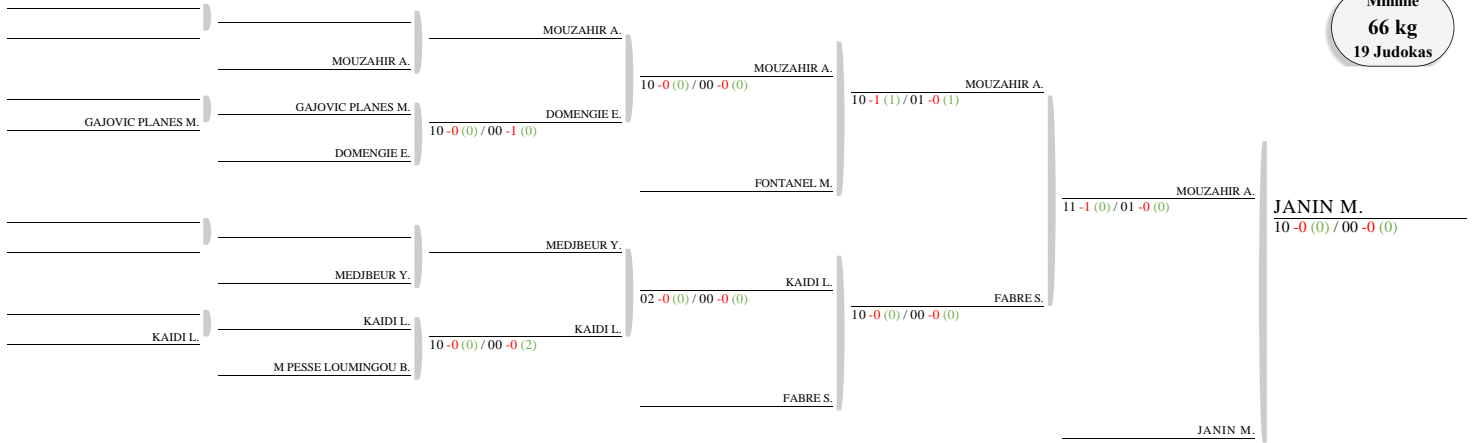 Minime
66 kg
19 Judokas
MOUZAHIR A.
MOUZAHIR A.
MOUZAHIR A.
10 -0 (0) / 00 -0 (0)
MOUZAHIR A.
10 -1 (1) / 01 -0 (1)
GAJOVIC PLANES M.
GAJOVIC PLANES M.
DOMENGIE E.
10 -0 (0) / 00 -1 (0)
DOMENGIE E.
FONTANEL M.
MOUZAHIR A.
11 -1 (0) / 01 -0 (0)
JANIN M.
10 -0 (0) / 00 -0 (0)
MEDJBEUR Y.
MEDJBEUR Y.
KAIDI L.
02 -0 (0) / 00 -0 (0)
FABRE S.
10 -0 (0) / 00 -0 (0)
KAIDI L.
KAIDI L.
KAIDI L.
10 -0 (0) / 00 -0 (2)
M PESSE LOUMINGOU B.
FABRE S.
JANIN M.